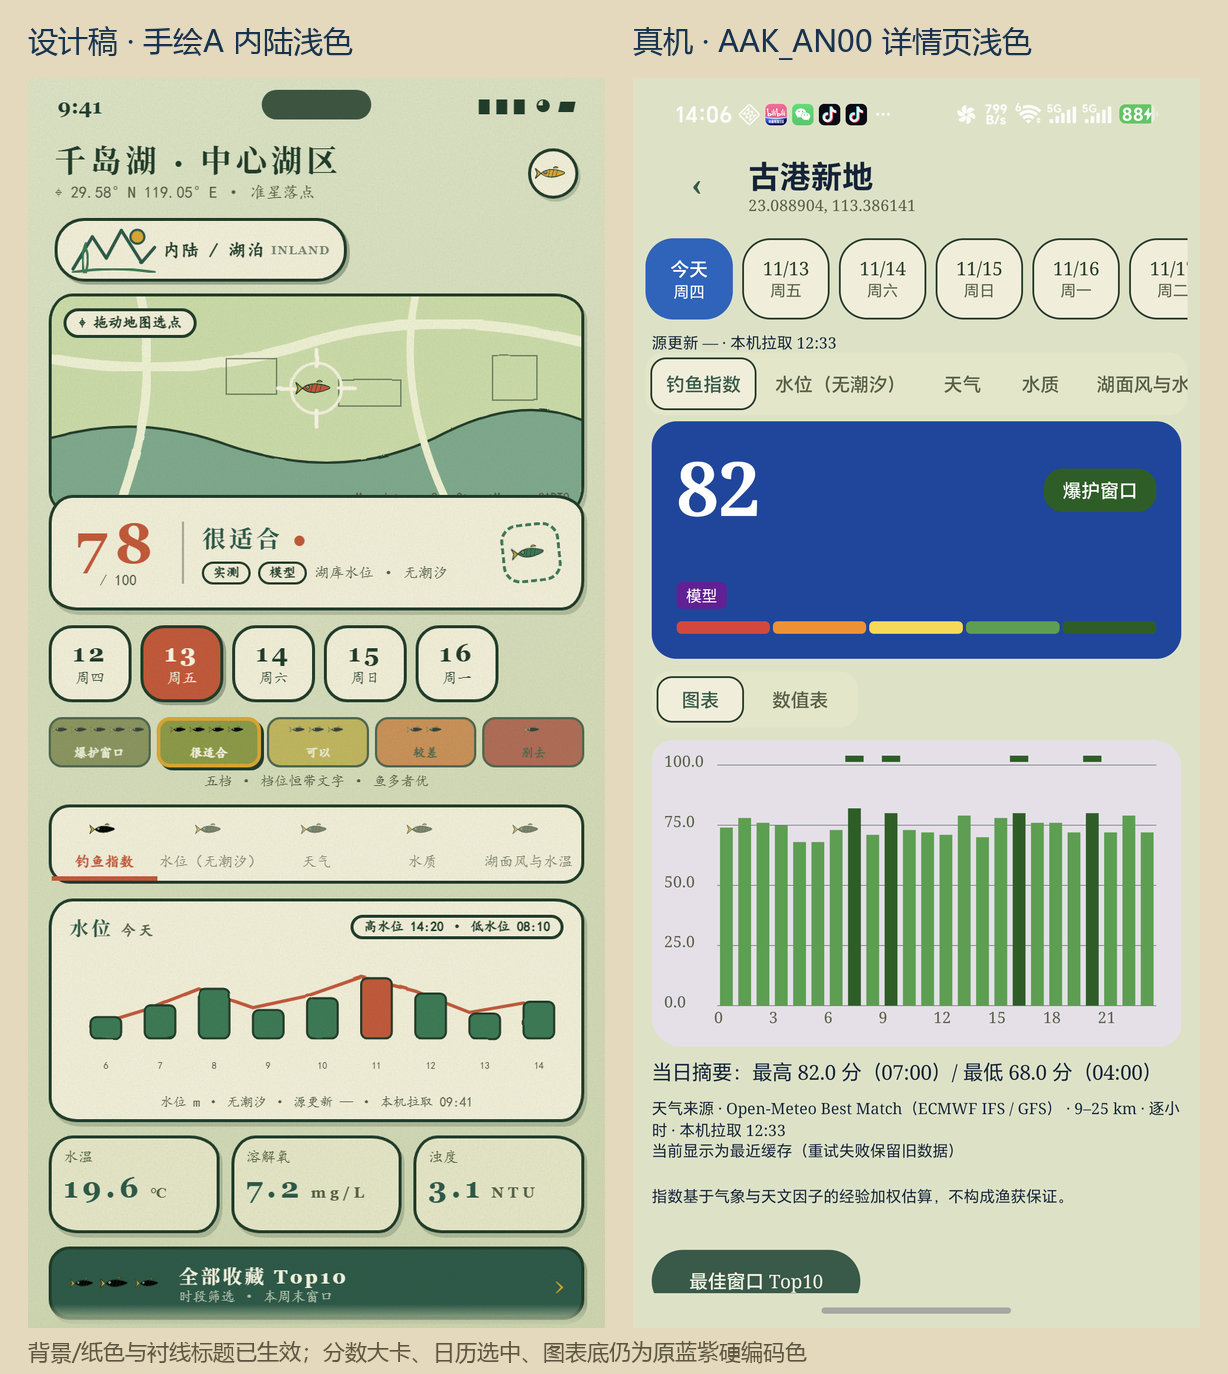 设计稿 · 手绘A 内陆浅色
9:41
千岛湖 · 中心湖区
⌖ 29.58° N 119.05° E • 准星落点
内陆 / 湖泊 INLAND
⌖ 拖动地图选点
78
/ 100
很适合
实测 模型 湖库水位 • 无潮汐
12 13 14 15 16
周四 周五 周六 周日 周一
爆护窗口 很适合 可以 较差 别去
五档 • 档位恒带文字 • 鱼多者优
钓鱼指数 水位（无潮汐） 天气 水质 湖面风与水温
水位 今天 高水位 14:20 • 低水位 08:10
6 7 8 9 10 11 12 13 14
水位 m • 无潮汐 • 源更新 — • 本机拉取 09:41
水温 溶解氧 浊度
19.6 ℃ 7.2 mg/L 3.1 NTU
全部收藏 Top10
时段筛选 • 本周末窗口
真机 · AAK_AN00 详情页浅色
14:06 bilibili ··· 799 B/s 6 5G 5G 88
古港新地
23.088904, 113.386141
今天 11/13 11/14 11/15 11/16
周四 周五 周六 周日 周一 周二
源更新 — · 本机拉取 12:33
钓鱼指数 水位（无潮汐） 天气 水质 湖面风与水
82
爆护窗口
模型
图表 数值表
100.0
75.0
50.0
25.0
0.0
0 3 6 9 12 15 18 21
当日摘要：最高 82.0 分（07:00）/ 最低 68.0 分（04:00）
天气来源 · Open-Meteo Best Match（ECMWF IFS / GFS） · 9–25 km · 逐小
时 · 本机拉取 12:33
当前显示为最近缓存（重试失败保留旧数据）
指数基于气象与天文因子的经验加权估算，不构成渔获保证。
最佳窗口 Top10
背景/纸色与衬线标题已生效；分数大卡、日历选中、图表底仍为原蓝紫硬编码色